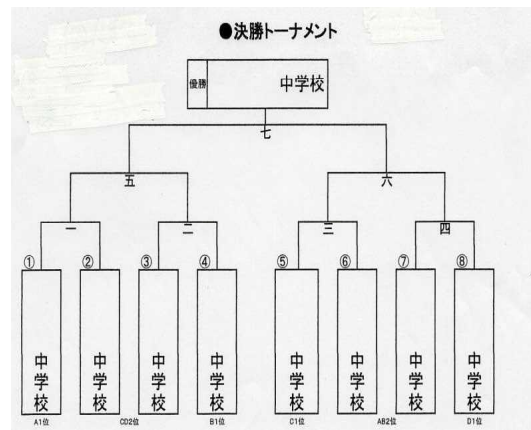 ●決勝トーナメント
優勝 中学校
七
五 六
一 二 三 四
① ② ③ ④ ⑤ ⑥ ⑦ ⑧
中学校 中学校 中学校 中学校 中学校 中学校 中学校 中学校
A1位 CD2位 B1位 C1位 AB2位 D1位